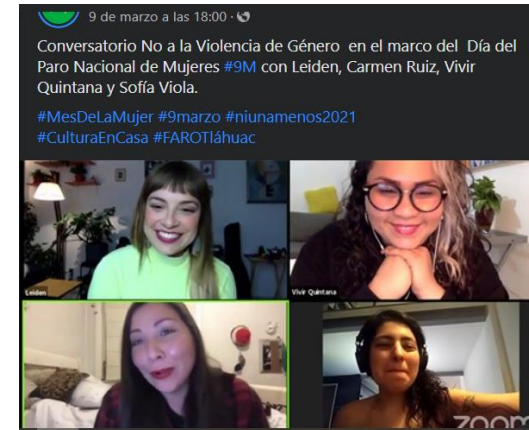 9 de marzo a las 18:00 ·
Conversatorio No a la Violencia de Género en el marco del Día del
Paro Nacional de Mujeres #9M con Leiden, Carmen Ruiz, Vivir
Quintana y Sofía Viola.
#MesDeLaMujer #9marzo #niunamenos2021
#CulturaEnCasa #FAROTláhuac
Leiden
Vivir Quintana
zoom